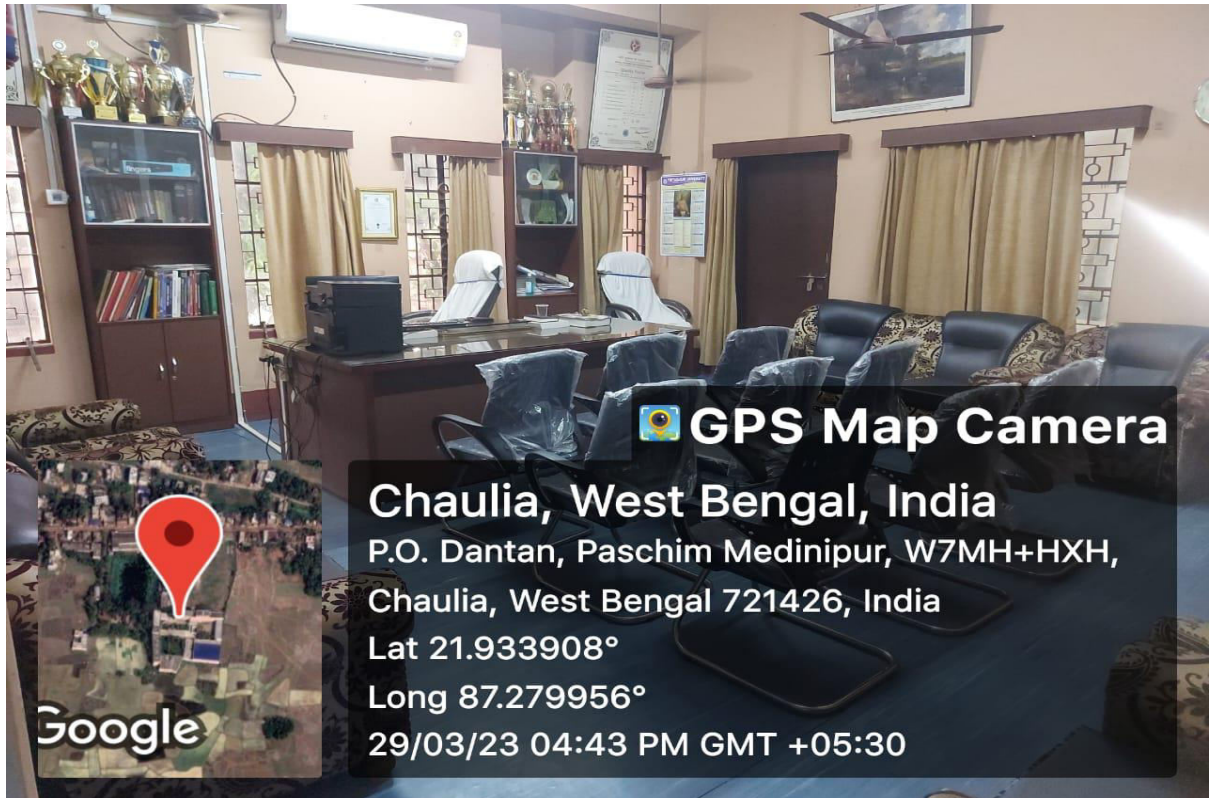 GPS Map Camera
Chaulia, West Bengal, India
P.O. Dantan, Paschim Medinipur, W7MH+HXH,
Chaulia, West Bengal 721426, India
Lat 21.933908°
Long 87.279956°
29/03/23 04:43 PM GMT +05:30
Google